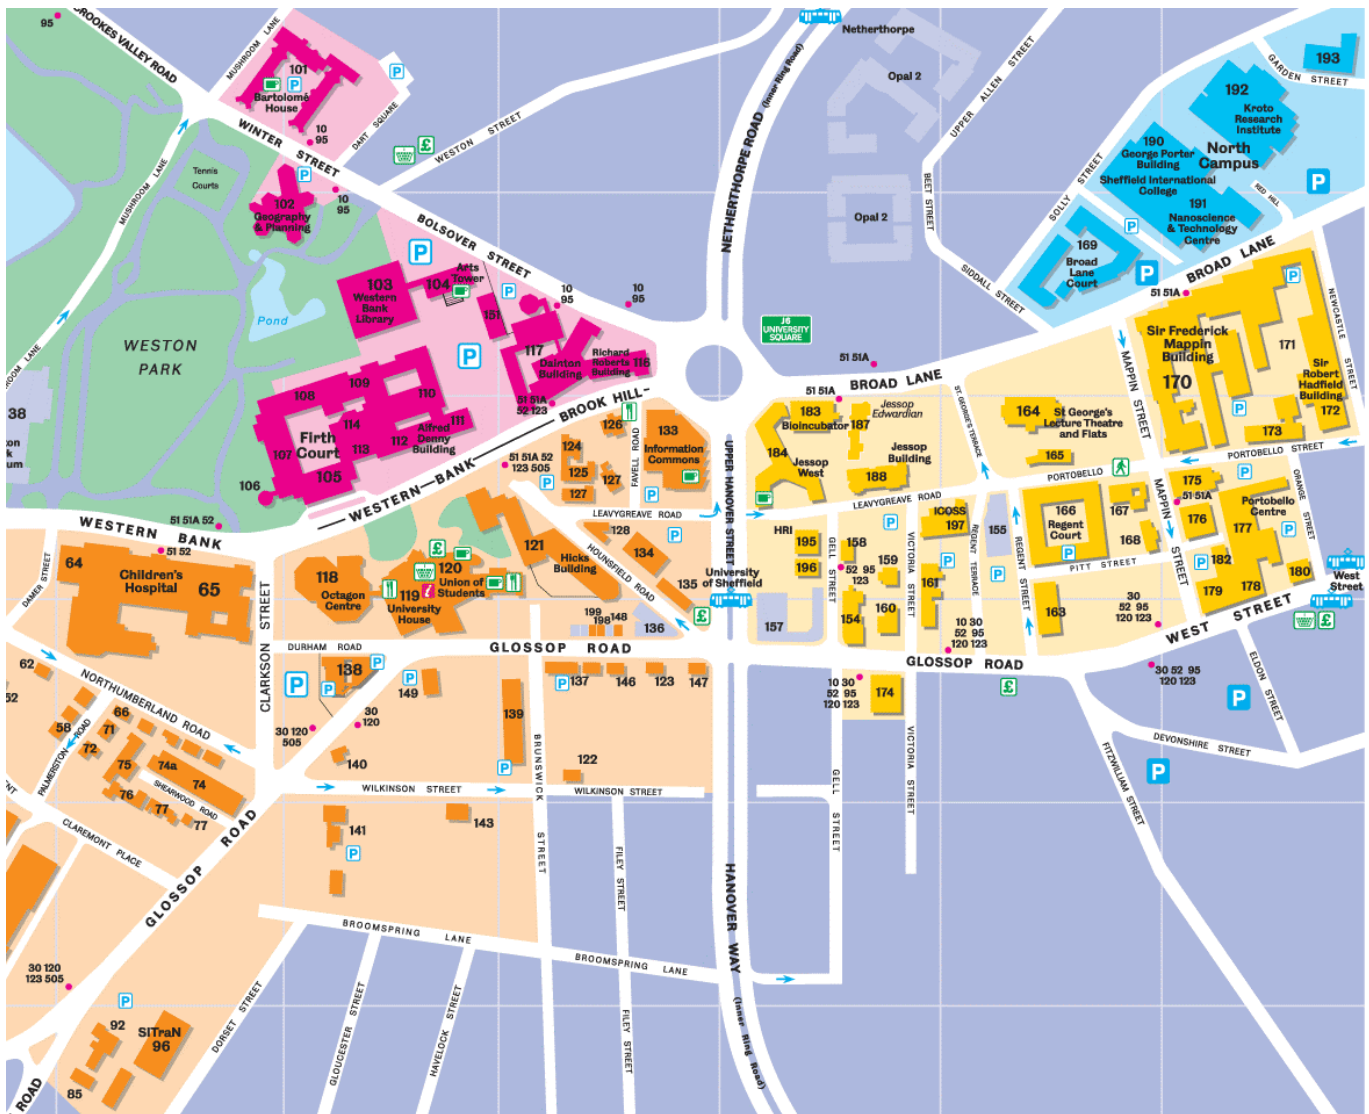 95
CROOKES VALLEY ROAD
MUSHROOM LANE
101
P
Bartolomé
House
P
10
95
DART SQUARE
WINTER STREET
£
WESTON STREET
Tennis
Courts
P
102
Geography
& Planning
10
95
MUSHROOM LANE
BOLSOVER STREET
P
Arts
Tower
103
Western
Bank
Library
104
151
P
10
95
10
95
Pond
WESTON
PARK
P
117
Dainton
Building
Richard
Roberts
Building
116
51 51A
52 123
BROOK HILL
109
108
110
114
111
Alfred
Denny
Building
112
113
Firth
Court
107
105
106
38
WESTERN BANK
51 51A 52
123 505
WESTERN BANK
51 51A 52
51 52
NETHERTHORPE ROAD (Inner Ring Road)
Netherthorpe
Opal 2
Opal 2
UPPER ALLEN STREET
BEET STREET
SIDDALL STREET
SOLLY STREET
GARDEN STREET
193
192
Kroto
Research
Institute
190
George Porter
Building
North
Campus
Sheffield International
College
191
Nanoscience
& Technology
Centre
RED HILL
P
P
P
169
Broad
Lane
Court
BROAD LANE
51 51A
J6
UNIVERSITY
SQUARE
51 51A
BROAD LANE
51 51A
183
Bioincubator
Jessop
Edwardian
187
184
Jessop
West
Jessop
Building
188
ST. GEORGE'S TERRACE
164
St George's
Lecture Theatre
and Flats
165
PORTOBELLO
MAPPIN STREET
Sir Frederick
Mappin
Building
170
P
171
Sir
Robert
Hadfield
Building
172
P
173
NEWCASTLE STREET
PORTOBELLO STREET
126
124
125
127
127
FAVELL ROAD
133
Information
Commons
P
P
LEAVYGREAVE ROAD
UPPER HANOVER STREET
LEAVYGREAVE ROAD
128
134
P
135
University
of Sheffield
HOUNSFIELD ROAD
121
Hicks
Building
£
120
Union of
Students
119
University
House
118
Octagon
Centre
64
Children's
Hospital
65
DAMER STREET
CLARKSON STREET
199
198
148
136
£
157
HRI
195
196
GELL STREET
158
52 95
123
159
P
154
160
VICTORIA STREET
ICOSS
197
161
P
REGENT TERRACE
155
P
REGENT STREET
166
Regent
Court
P
167
168
PITT STREET
163
10 30
52 95
120 123
175
P
51 51A
MAPPIN STREET
176
Portobello
Centre
177
P
ORANGE STREET
P
182
179
178
180
West
Street
£
30
52 95
120 123
WEST STREET
GLOSSOP ROAD
GLOSSOP ROAD
DURHAM ROAD
P
138
P
P
P
149
30
120
30 120
505
139
P
P
137
146
123
147
122
140
WILKINSON STREET
WILKINSON STREET
BRUNSWICK STREET
143
141
P
10 30
52 95
120 123
174
£
30 52 95
120 123
P
ELDON STREET
DEVONSHIRE STREET
P
FITZWILLIAM STREET
VICTORIA STREET
GELL STREET
62
52
NORTHUMBERLAND ROAD
58
66
71
72
PALMERSTON ROAD
75
74a
74
SHEARWOOD ROAD
76
77
77
CLAREMONT PLACE
GLOSSOP ROAD
FILEY STREET
HANOVER WAY (Inner Ring Road)
BROOMSPRING LANE
BROOMSPRING LANE
30 120
123 505
P
92
SITraN
96
85
ROAD
DORSET STREET
GLOUCESTER STREET
HAVELOCK STREET
FILEY STREET